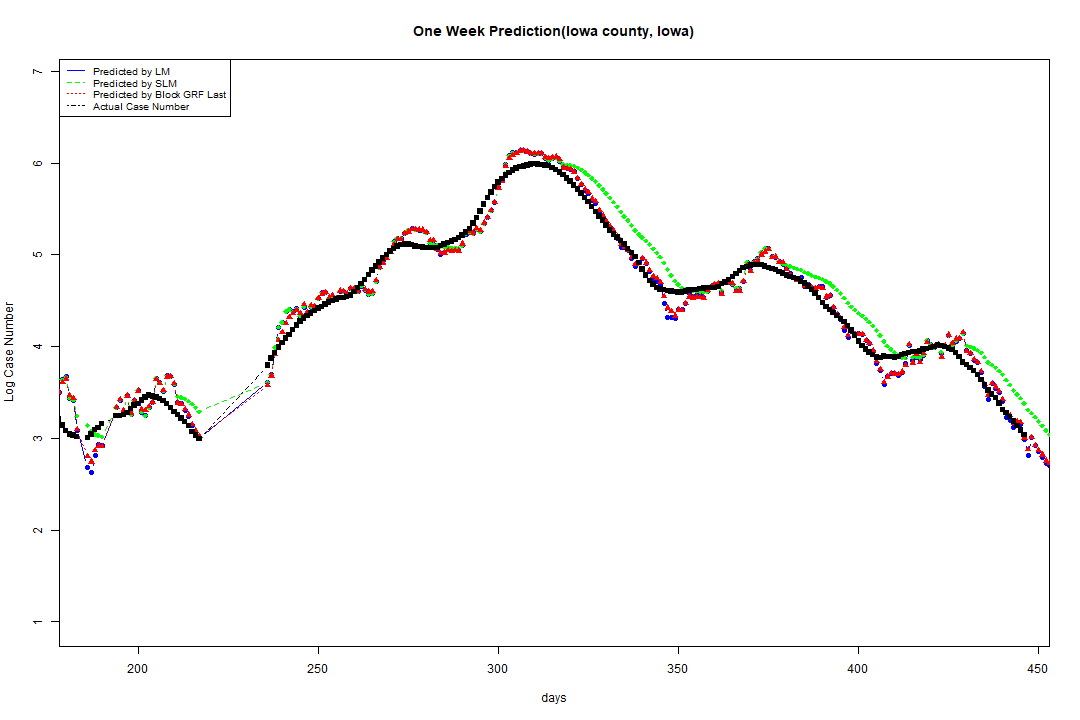 One Week Prediction(Iowa county, Iowa)
Predicted by LM
Predicted by SLM
Predicted by Block GRF Last
Actual Case Number
7
6
5
4
3
2
1
Log Case Number
200 250 300 350 400 450
days